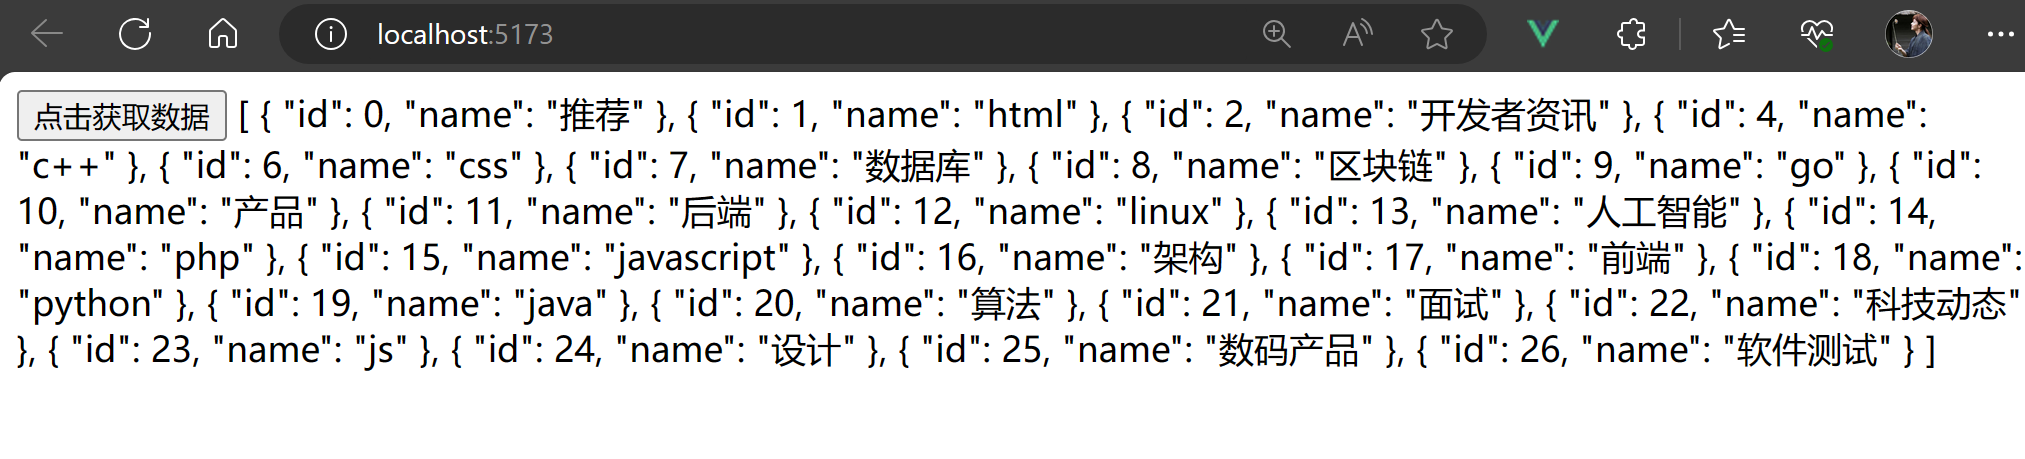 localhost:5173
点击获取数据 [ { "id": 0, "name": "推荐" }, { "id": 1, "name": "html" }, { "id": 2, "name": "开发者资讯" }, { "id": 4, "name":
"c++" }, { "id": 6, "name": "css" }, { "id": 7, "name": "数据库" }, { "id": 8, "name": "区块链" }, { "id": 9, "name": "go" }, { "id":
10, "name": "产品" }, { "id": 11, "name": "后端" }, { "id": 12, "name": "linux" }, { "id": 13, "name": "人工智能" }, { "id": 14,
"name": "php" }, { "id": 15, "name": "javascript" }, { "id": 16, "name": "架构" }, { "id": 17, "name": "前端" }, { "id": 18, "name":
"python" }, { "id": 19, "name": "java" }, { "id": 20, "name": "算法" }, { "id": 21, "name": "面试" }, { "id": 22, "name": "科技动态"
}, { "id": 23, "name": "js" }, { "id": 24, "name": "设计" }, { "id": 25, "name": "数码产品" }, { "id": 26, "name": "软件测试" } ]